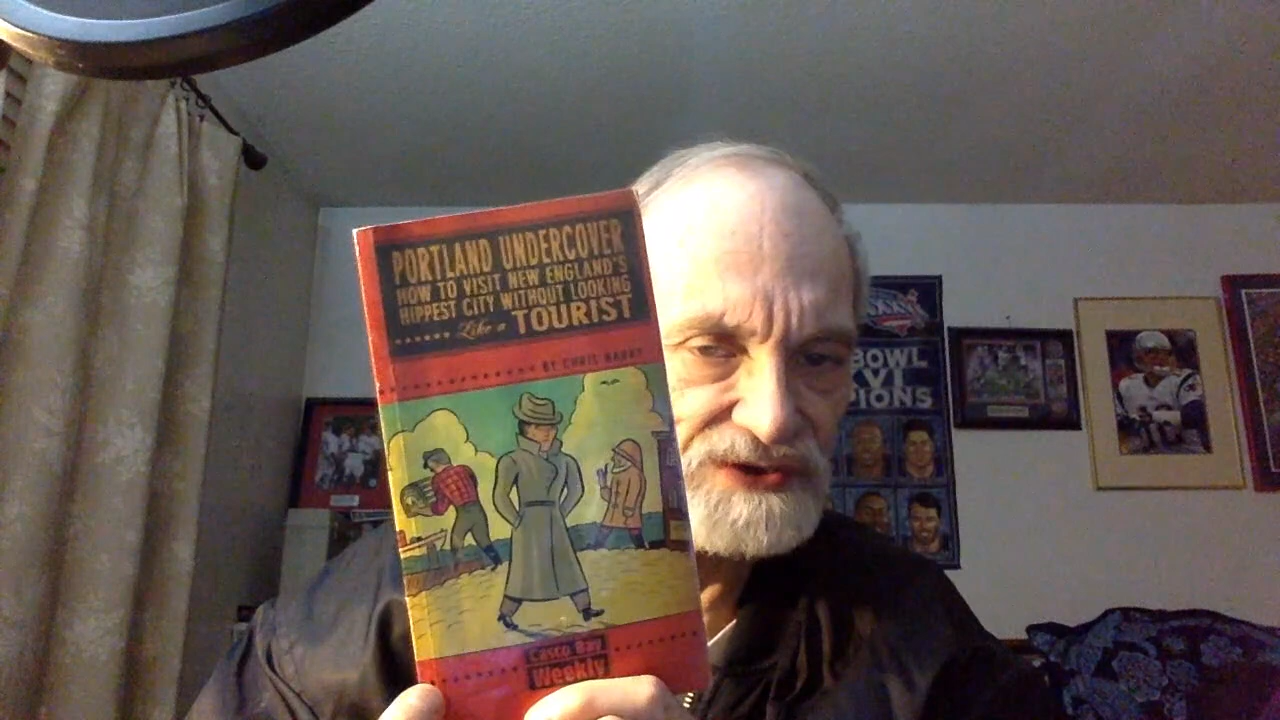 PORTLAND UNDERCOVER
HOW TO VISIT NEW ENGLAND'S
HIPPEST CITY WITHOUT LOOKING
Like a TOURIST
BY CHRIS BARRY
Casco Bay
Weekly
BOWL
XVI
IONS